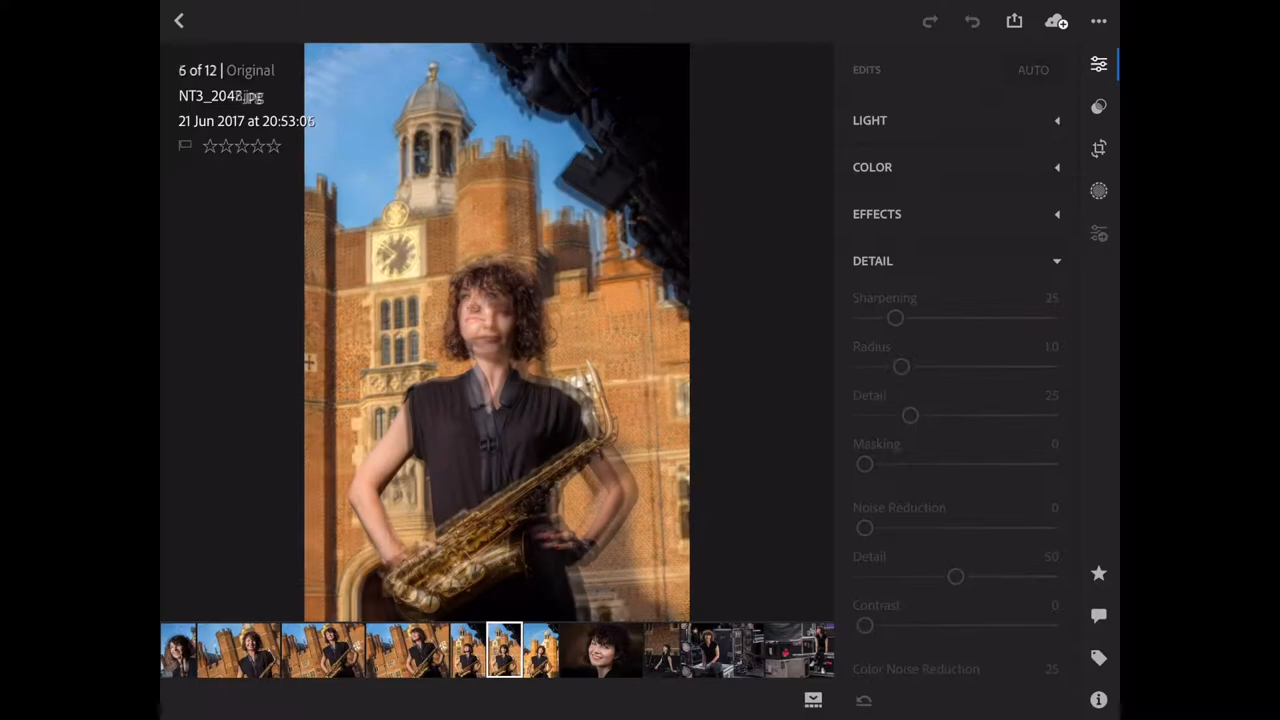 6 of 12 | Original
21 Jun 2017 at 20:53:06
EDITS
AUTO
LIGHT
COLOR
EFFECTS
DETAIL
Sharpening 25
Radius 1.0
Detail 25
Masking 0
Noise Reduction 0
Detail 50
Contrast 0
Color Noise Reduction 25